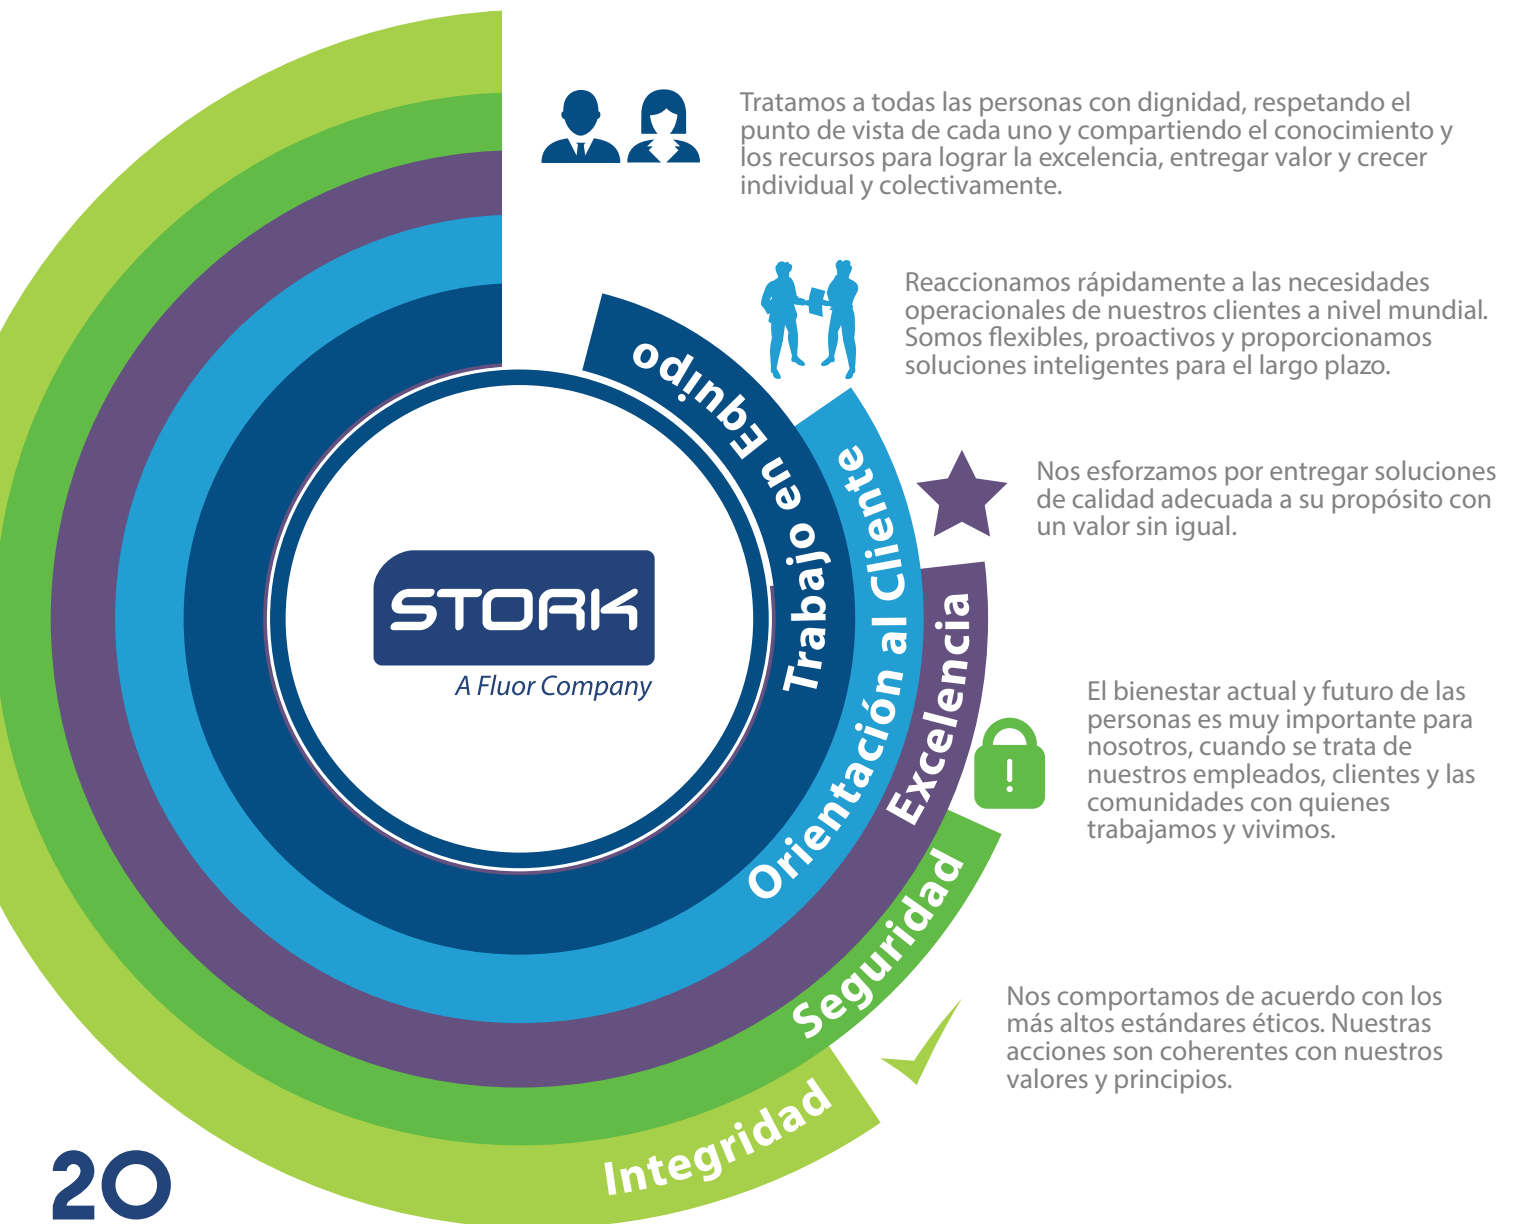 Tratamos a todas las personas con dignidad, respetando el
punto de vista de cada uno y compartiendo el conocimiento y
los recursos para lograr la excelencia, entregar valor y crecer
individual y colectivamente.
Trabajo en Equipo
Reaccionamos rápidamente a las necesidades
operacionales de nuestros clientes a nivel mundial.
Somos flexibles, proactivos y proporcionamos
soluciones inteligentes para el largo plazo.
Orientación al Cliente
Nos esforzamos por entregar soluciones
de calidad adecuada a su propósito con
un valor sin igual.
Excelencia
STORK
A Fluor Company
El bienestar actual y futuro de las
personas es muy importante para
nosotros, cuando se trata de
nuestros empleados, clientes y las
comunidades con quienes
trabajamos y vivimos.
Seguridad
Nos comportamos de acuerdo con los
más altos estándares éticos. Nuestras
acciones son coherentes con nuestros
valores y principios.
Integridad
20